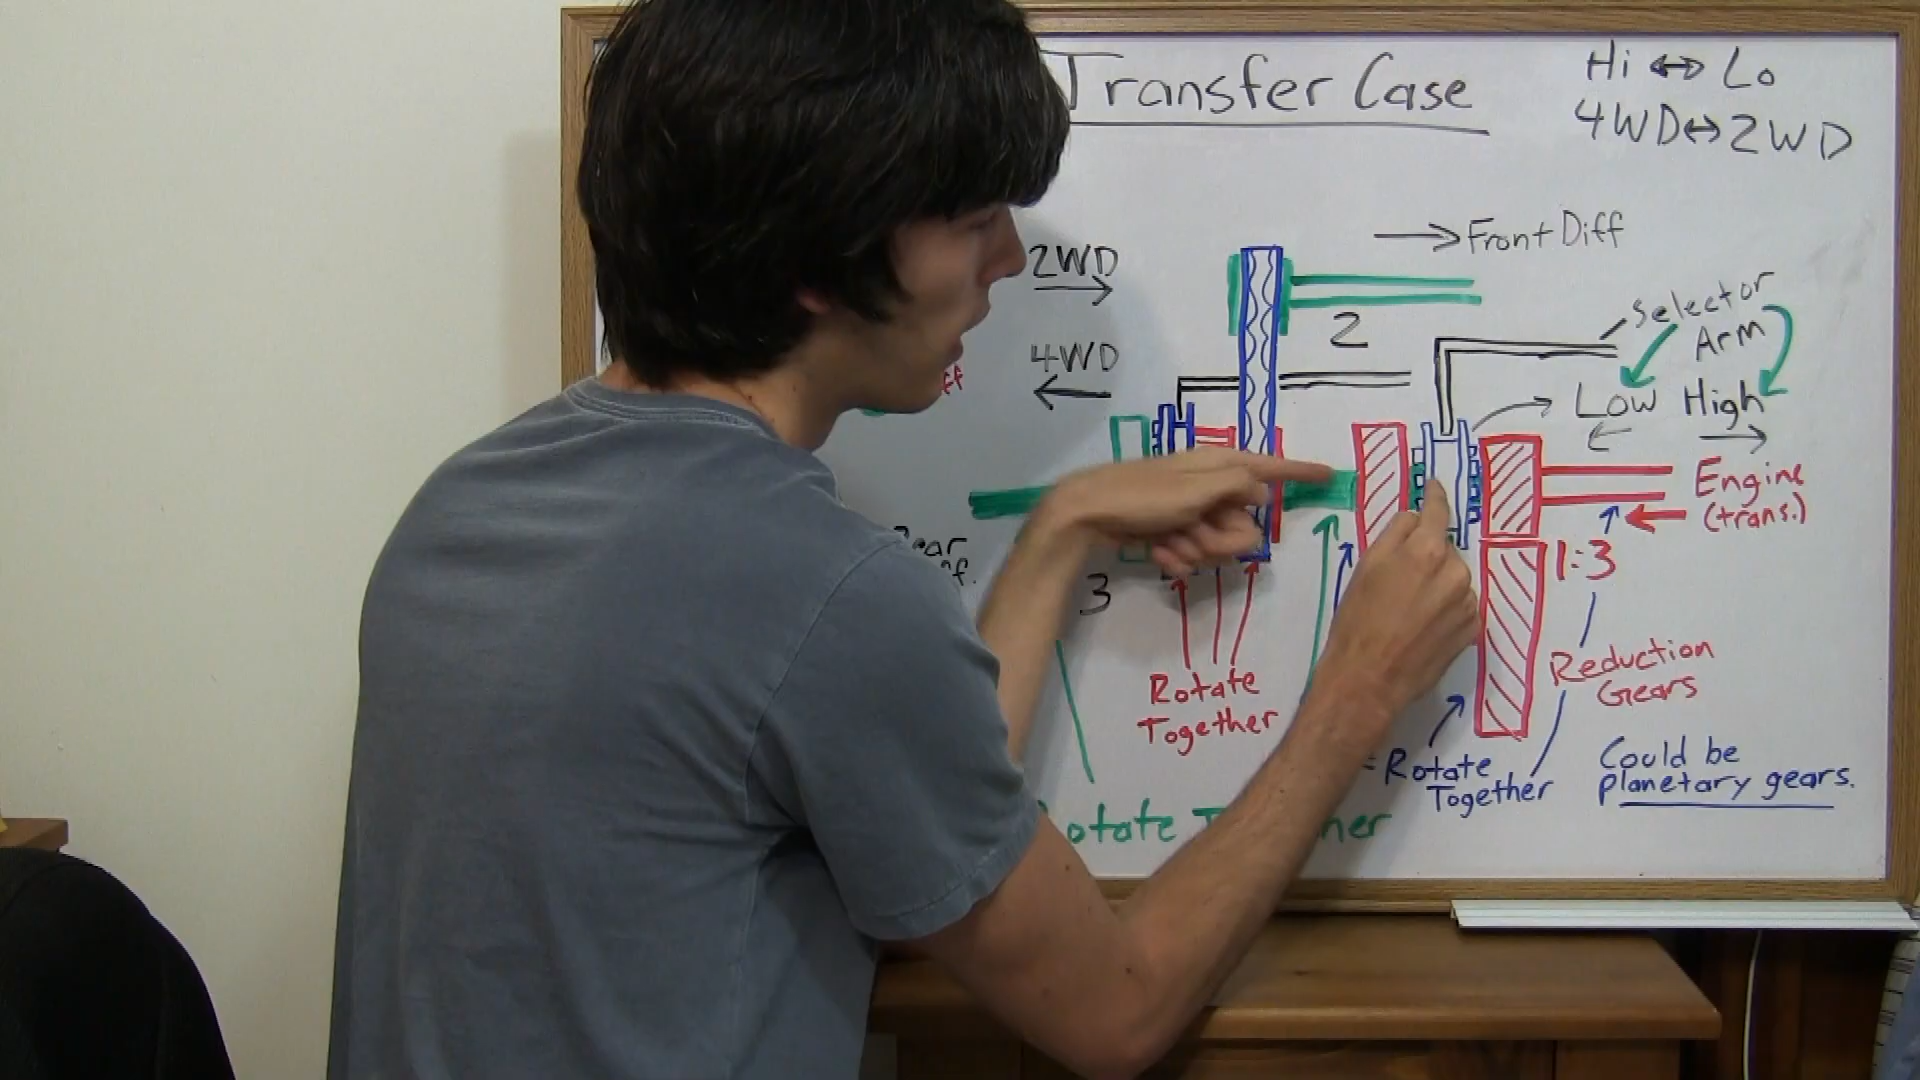 Transfer Case
Hi ↔ Lo
4WD↔2WD
→ Front Diff
2WD
→
Selector
Arm
2
4WD
←
Low High
← →
Engine
(trans.)
1:3
3
Reduction
Gears
Rotate
Together
= Rotate
Together
Could be
planetary gears.